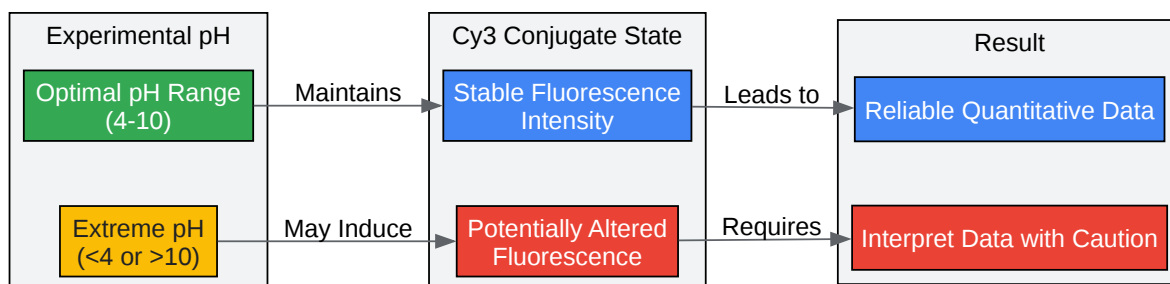 Experimental pH
Cy3 Conjugate State
Result
Optimal pH Range
(4-10)
Maintains
Stable Fluorescence
Intensity
Leads to
Reliable Quantitative Data
Extreme pH
(<4 or >10)
May Induce
Potentially Altered
Fluorescence
Requires
Interpret Data with Caution